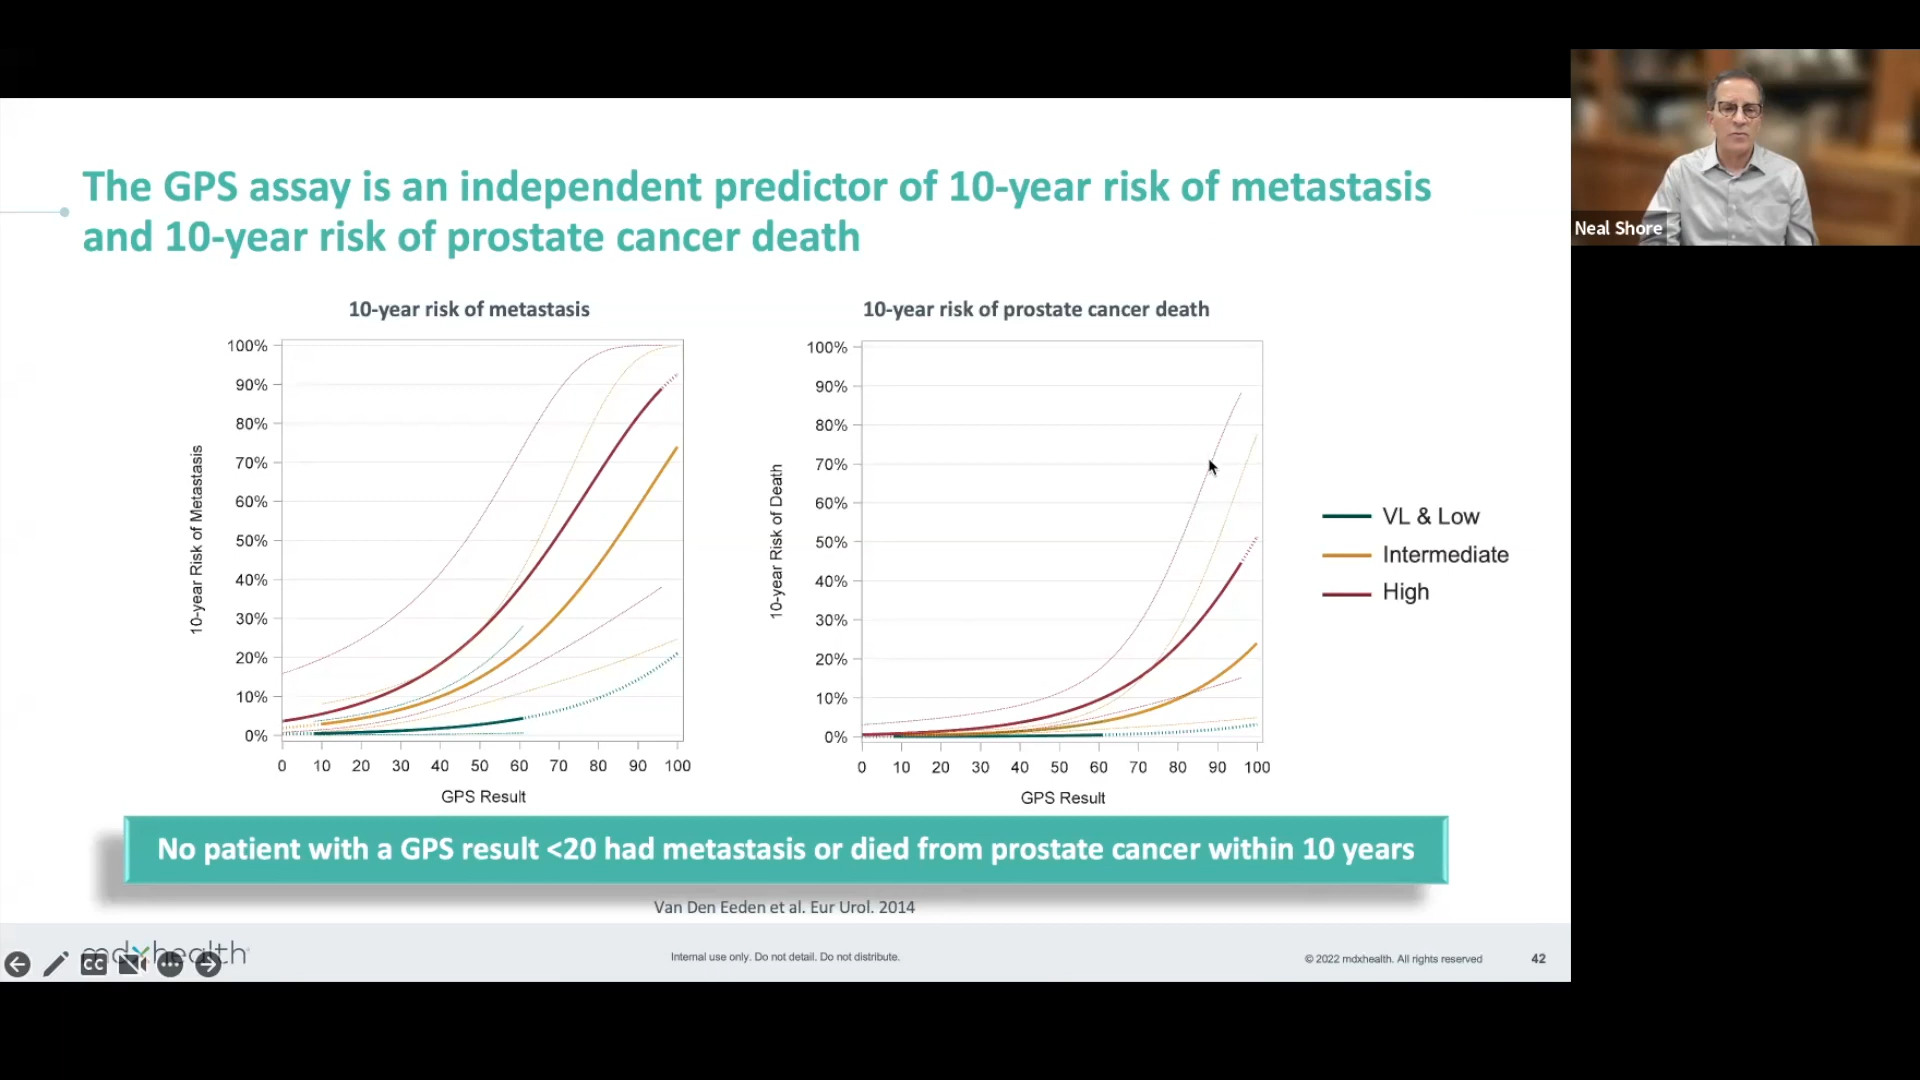 The GPS assay is an independent predictor of 10-year risk of metastasis
and 10-year risk of prostate cancer death
Neal Shore
10-year risk of metastasis
10-year Risk of Metastasis
100%
90%
80%
70%
60%
50%
40%
30%
20%
10%
0%
0 10 20 30 40 50 60 70 80 90 100
GPS Result
10-year risk of prostate cancer death
10-year Risk of Death
100%
90%
80%
70%
60%
50%
40%
30%
20%
10%
0%
0 10 20 30 40 50 60 70 80 90 100
GPS Result
VL & Low
Intermediate
High
No patient with a GPS result <20 had metastasis or died from prostate cancer within 10 years
Van Den Eeden et al. Eur Urol. 2014
mdxhealth
CC
Internal use only. Do not detail. Do not distribute.
© 2022 mdxhealth. All rights reserved
42